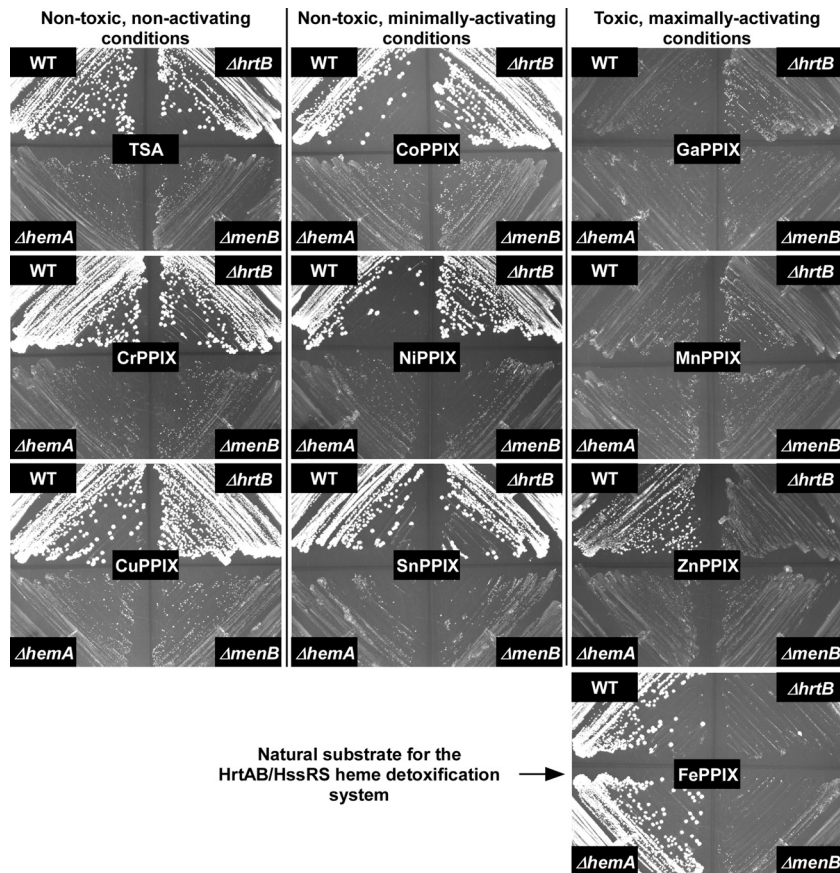 Non-toxic, non-activating
conditions
Non-toxic, minimally-activating
conditions
Toxic, maximally-activating
conditions
WT
ΔhrtB
TSA
ΔhemA
ΔmenB
WT
ΔhrtB
CoPPIX
ΔhemA
ΔmenB
WT
ΔhrtB
GaPPIX
ΔhemA
ΔmenB
WT
ΔhrtB
CrPPIX
ΔhemA
ΔmenB
WT
ΔhrtB
NiPPIX
ΔhemA
ΔmenB
WT
ΔhrtB
MnPPIX
ΔhemA
ΔmenB
WT
ΔhrtB
CuPPIX
ΔhemA
ΔmenB
WT
ΔhrtB
SnPPIX
ΔhemA
ΔmenB
WT
ΔhrtB
ZnPPIX
ΔhemA
ΔmenB
Natural substrate for the
HrtAB/HssRS heme detoxification
system
WT
ΔhrtB
FePPIX
ΔhemA
ΔmenB